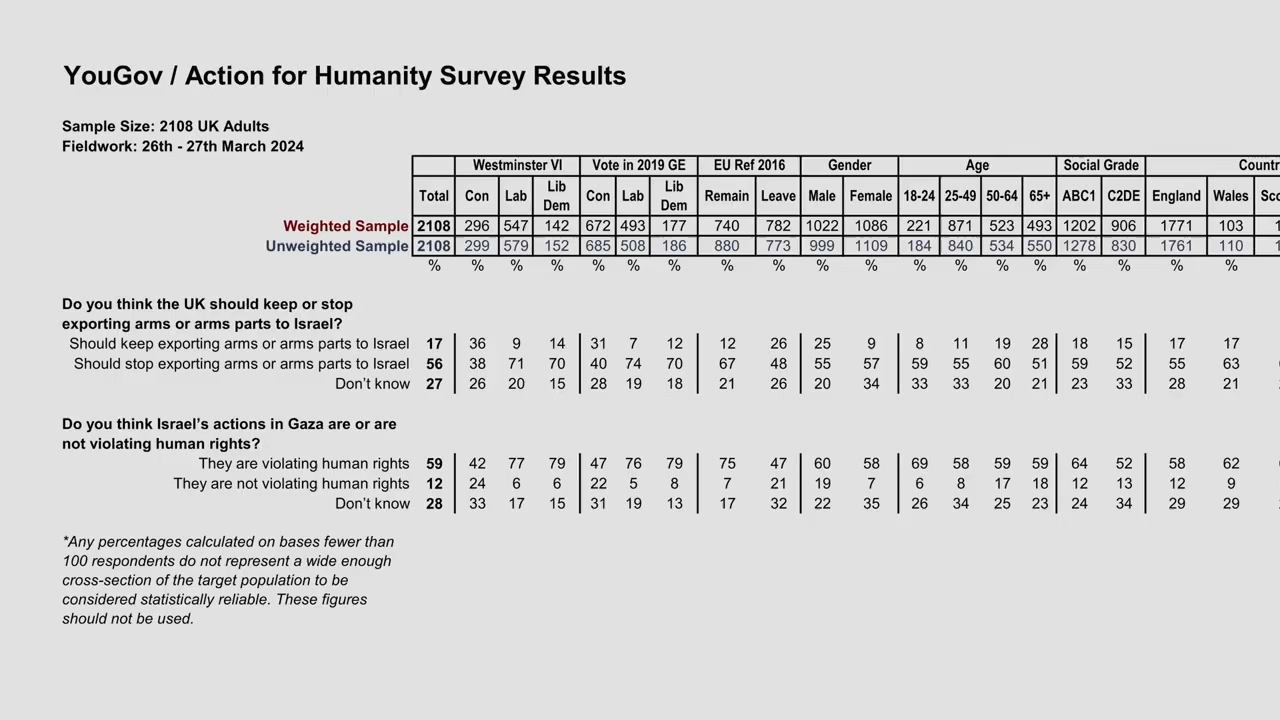 YouGov / Action for Humanity Survey Results
Sample Size: 2108 UK Adults
Fieldwork: 26th - 27th March 2024
Westminster VI Vote in 2019 GE EU Ref 2016 Gender Age Social Grade
Total Con Lab Lib Dem Con Lab Lib Dem Remain Leave Male Female 18-24 25-49 50-64 65+ ABC1 C2DE England Wales
Weighted Sample 2108 296 547 142 672 493 177 740 782 1022 1086 221 871 523 493 1202 906 1771 103
Unweighted Sample 2108 299 579 152 685 508 186 880 773 999 1109 184 840 534 550 1278 830 1761 110
% % % % % % % % % % % % % % % % % % %
Do you think the UK should keep or stop
exporting arms or arms parts to Israel?
Should keep exporting arms or arms parts to Israel 17 36 9 14 31 7 12 12 26 25 9 8 11 19 28 18 15 17 17
Should stop exporting arms or arms parts to Israel 56 38 71 70 40 74 70 67 48 55 57 59 55 60 51 59 52 55 63
Don't know 27 26 20 15 28 19 18 21 26 20 34 33 33 20 21 23 33 28 21
Do you think Israel's actions in Gaza are or are
not violating human rights?
They are violating human rights 59 42 77 79 47 76 79 75 47 60 58 69 58 59 59 64 52 58 62
They are not violating human rights 12 24 6 6 22 5 8 7 21 19 7 6 8 17 18 12 13 12 9
Don't know 28 33 17 15 31 19 13 17 32 22 35 26 34 25 23 24 34 29 29
*Any percentages calculated on bases fewer than
100 respondents do not represent a wide enough
cross-section of the target population to be
considered statistically reliable. These figures
should not be used.